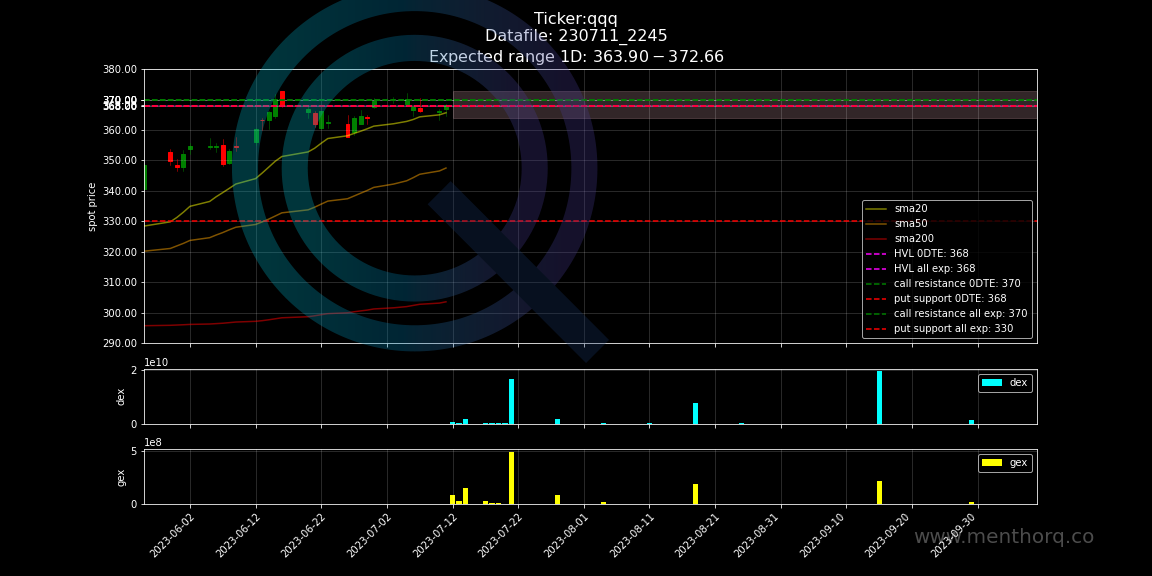 Ticker:qqq
Datafile: 230711_2245
Expected range 1D: 363.90 − 372.66
380.00
370.00
368.00
360.00
350.00
340.00
330.00
320.00
310.00
300.00
290.00
spot price
sma20
sma50
sma200
HVL 0DTE: 368
HVL all exp: 368
call resistance 0DTE: 370
put support 0DTE: 368
call resistance all exp: 370
put support all exp: 330
1e10
2
0
dex
dex
1e8
5
0
gex
gex
2023-06-02
2023-06-12
2023-06-22
2023-07-02
2023-07-12
2023-07-22
2023-08-01
2023-08-11
2023-08-21
2023-08-31
2023-09-10
2023-09-20
2023-09-30
www.menthorq.co